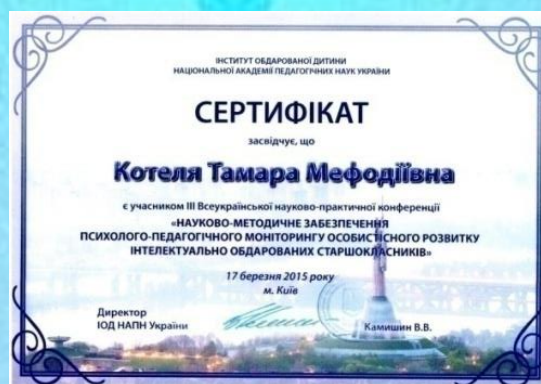 ІНСТИТУТ ОБДАРОВАНОЇ ДИТИНИ
НАЦІОНАЛЬНОЇ АКАДЕМІЇ ПЕДАГОГІЧНИХ НАУК УКРАЇНИ
СЕРТИФІКАТ
засвідчує, що
Котеля Тамара Мефодіївна
є учасником III Всеукраїнської науково-практичної конференції
«НАУКОВО-МЕТОДИЧНЕ ЗАБЕЗПЕЧЕННЯ
ПСИХОЛОГО-ПЕДАГОГІЧНОГО МОНІТОРИНГУ ОСОБИСТІСНОГО РОЗВИТКУ
ІНТЕЛЕКТУАЛЬНО ОБДАРОВАНИХ СТАРШОКЛАСНИКІВ»
17 березня 2015 року
м. Київ
Директор
ІОД НАПН України Камишин В.В.